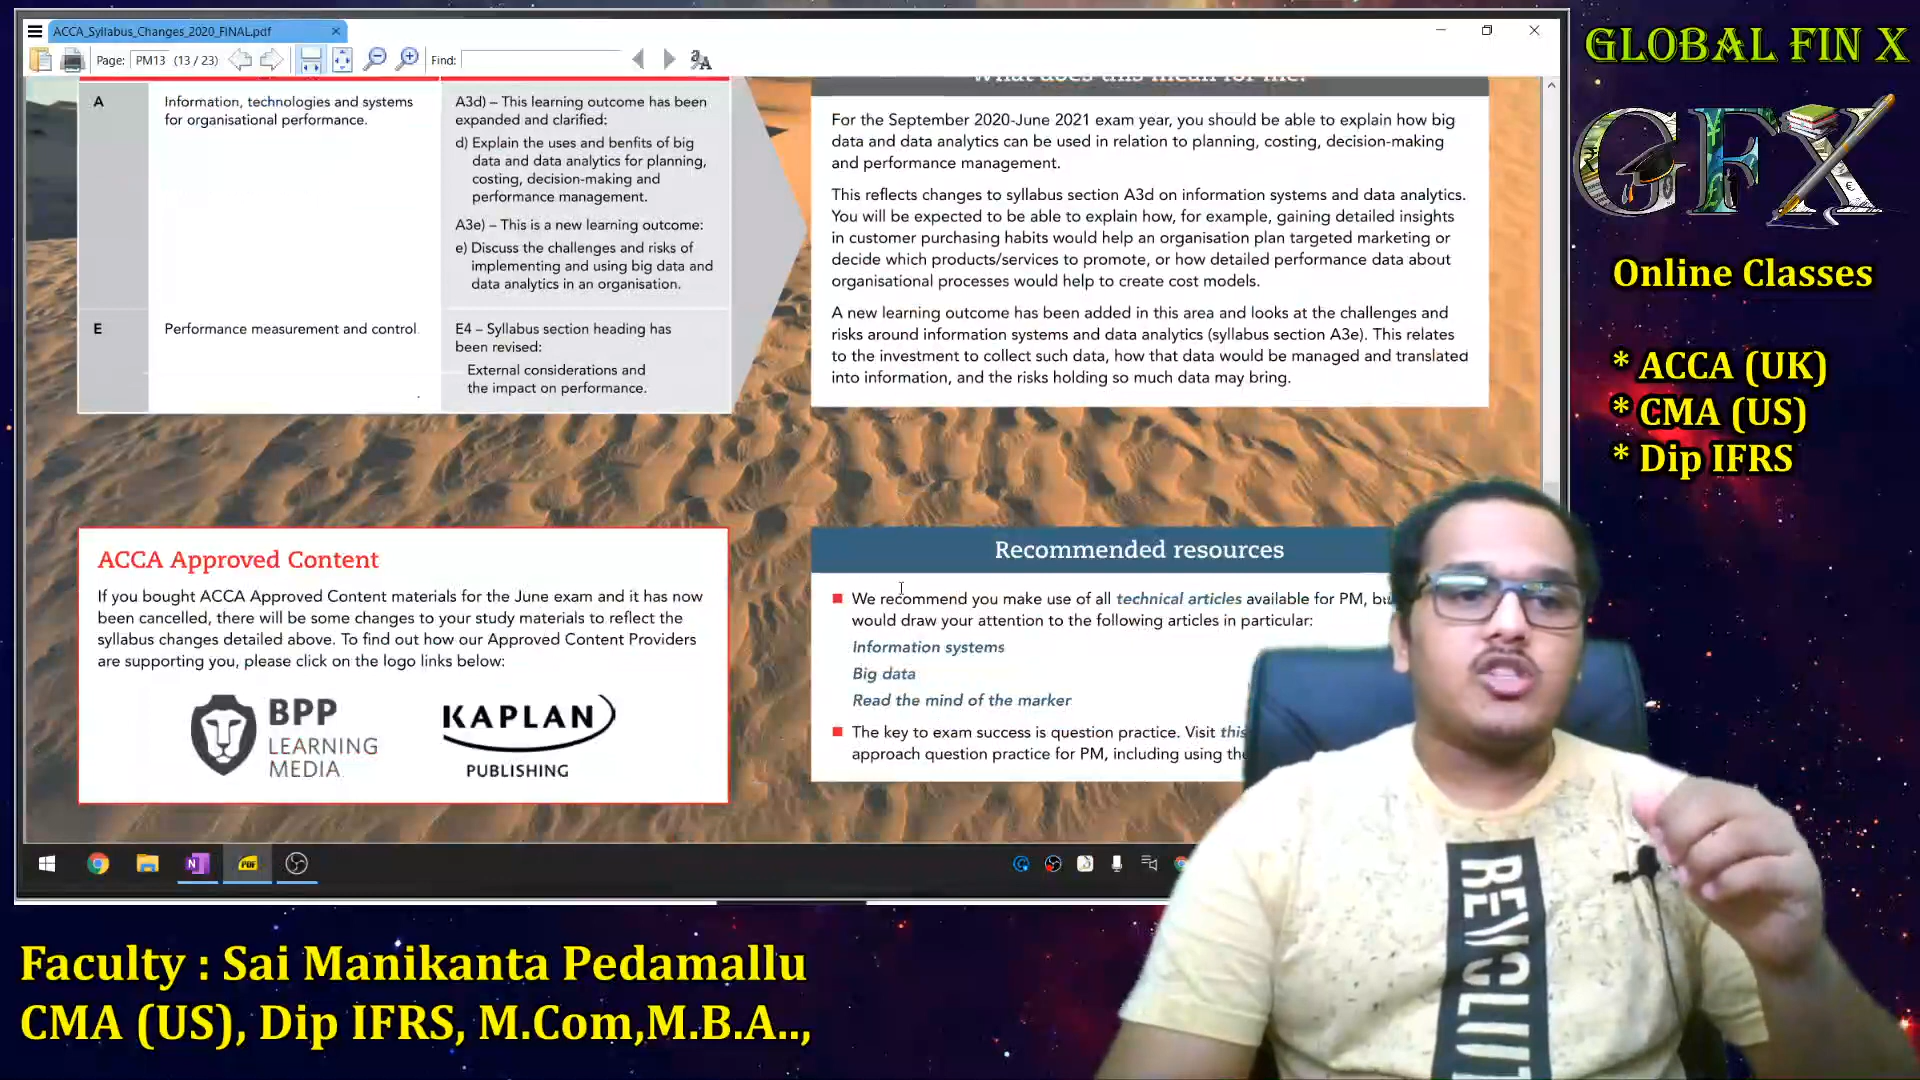 ACCA_Syllabus_Changes_2020_FINAL.pdf
Page: PM13 (13 / 23) Find:
A
Information, technologies and systems
for organisational performance.
A3d) – This learning outcome has been
expanded and clarified:
d) Explain the uses and benfits of big
data and data analytics for planning,
costing, decision-making and
performance management.
A3e) – This is a new learning outcome:
e) Discuss the challenges and risks of
implementing and using big data and
data analytics in an organisation.
E
Performance measurement and control
E4 – Syllabus section heading has
been revised:
External considerations and
the impact on performance.
What does this mean for me?
For the September 2020-June 2021 exam year, you should be able to explain how big
data and data analytics can be used in relation to planning, costing, decision-making
and performance management.
This reflects changes to syllabus section A3d on information systems and data analytics.
You will be expected to be able to explain how, for example, gaining detailed insights
in customer purchasing habits would help an organisation plan targeted marketing or
decide which products/services to promote, or how detailed performance data about
organisational processes would help to create cost models.
A new learning outcome has been added in this area and looks at the challenges and
risks around information systems and data analytics (syllabus section A3e). This relates
to the investment to collect such data, how that data would be managed and translated
into information, and the risks holding so much data may bring.
ACCA Approved Content
If you bought ACCA Approved Content materials for the June exam and it has now
been cancelled, there will be some changes to your study materials to reflect the
syllabus changes detailed above. To find out how our Approved Content Providers
are supporting you, please click on the logo links below:
BPP
LEARNING
MEDIA
KAPLAN
PUBLISHING
Recommended resources
We recommend you make use of all technical articles available for PM, but
would draw your attention to the following articles in particular:
Information systems
Big data
Read the mind of the marker
The key to exam success is question practice. Visit this
approach question practice for PM, including using the
GLOBAL FIN X
GFX
Online Classes
* ACCA (UK)
* CMA (US)
* Dip IFRS
REVCLUT
Faculty : Sai Manikanta Pedamallu
CMA (US), Dip IFRS, M.Com,M.B.A..,